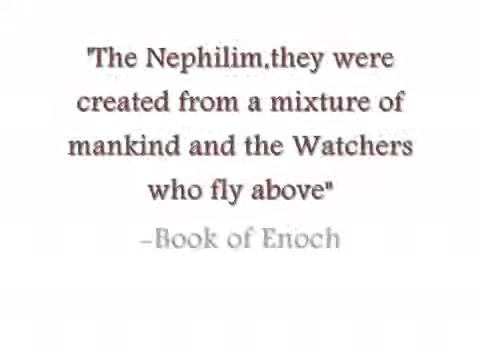 "The Nephilim,they were
created from a mixture of
mankind and the Watchers
who fly above"
-Book of Enoch